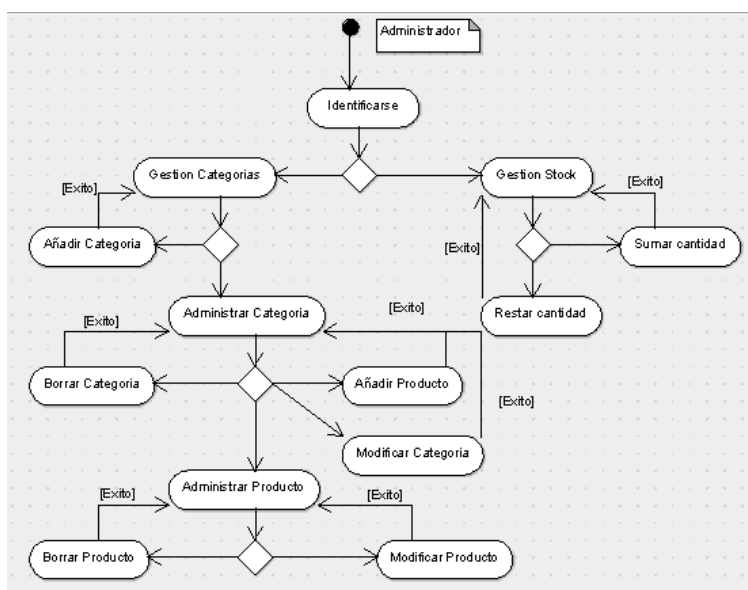 Administrador
Identificarse
Gestion Categorias
Gestion Stock
[Exito]
[Exito]
Añadir Categoria
[Exito]
Sumar cantidad
Administrar Categoria
[Exito]
Restar cantidad
[Exito]
Borrar Categoria
Añadir Producto
[Exito]
Modificar Categoria
Administrar Producto
[Exito]
[Exito]
Borrar Producto
Modificar Producto